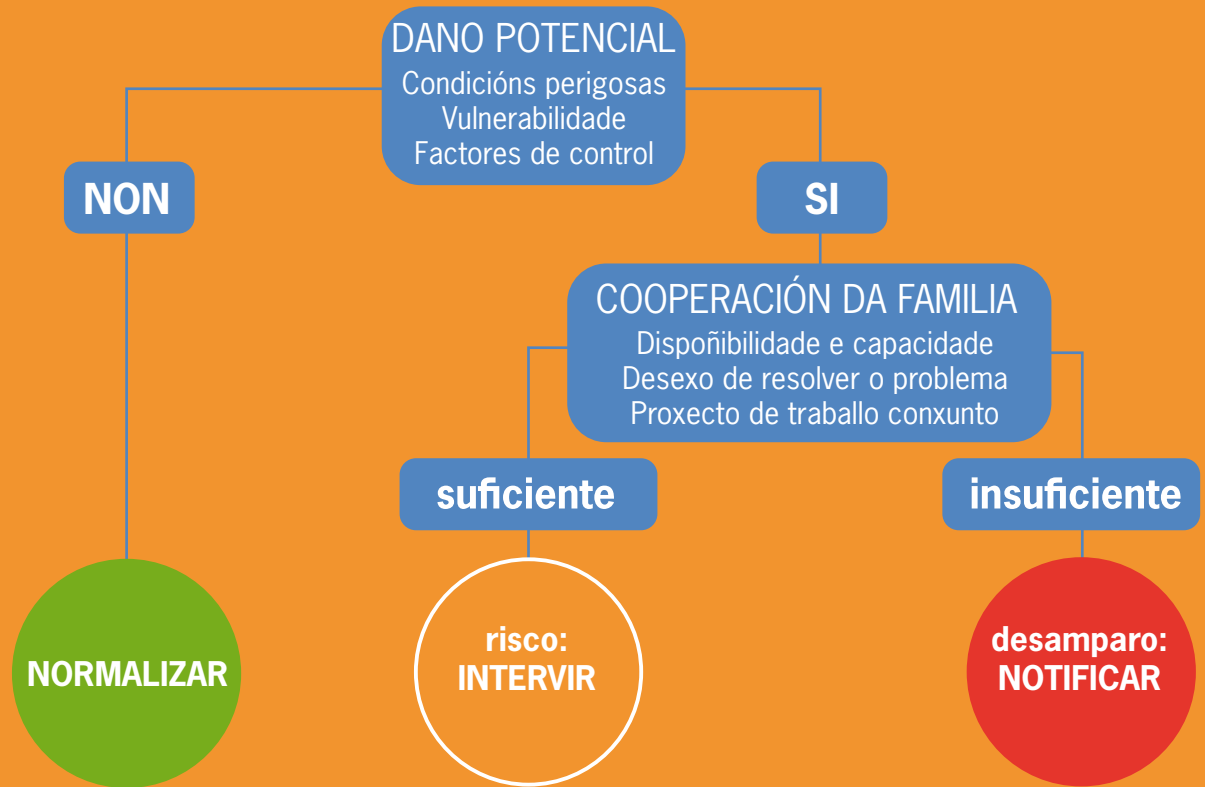 DANO POTENCIAL
Condicións perigosas
Vulnerabilidade
Factores de control
NON
SI
COOPERACIÓN DA FAMILIA
Dispoñibilidade e capacidade
Desexo de resolver o problema
Proxecto de traballo conxunto
suficiente
insuficiente
NORMALIZAR
risco:
INTERVIR
desamparo:
NOTIFICAR